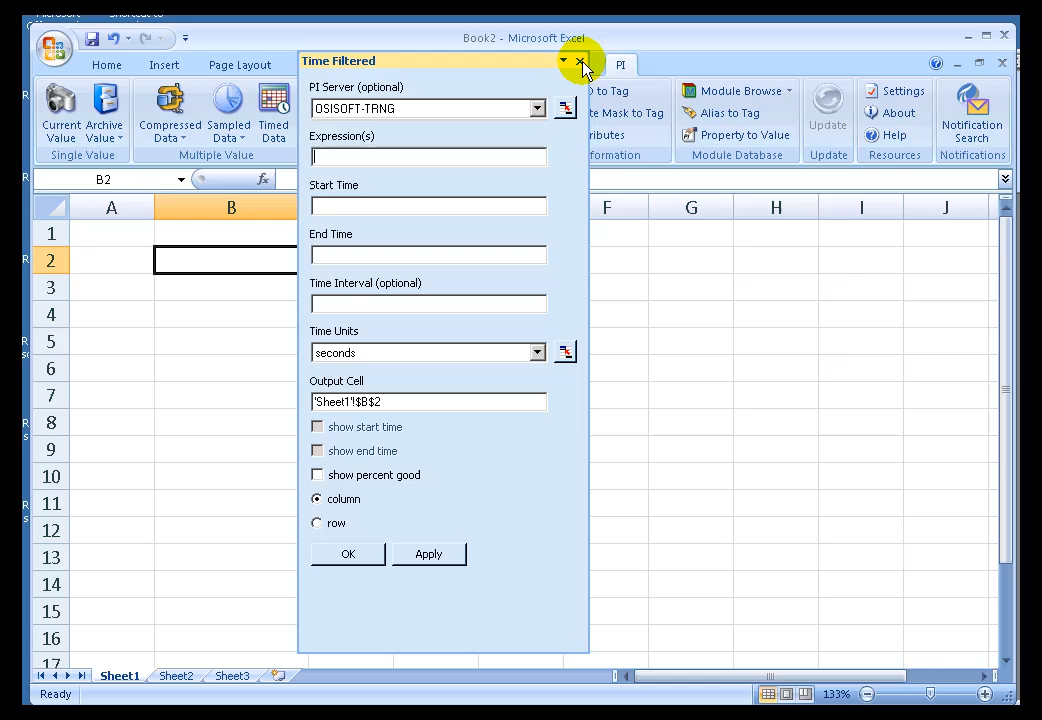 Book2 - Microsoft Excel
Home Insert Page Layout PI
Time Filtered
PI Server (optional)
OSISOFT-TRNG
Expression(s)
Start Time
End Time
Time Interval (optional)
Time Units
seconds
Output Cell
'Sheet1'!$B$2
show start time
show end time
show percent good
column
row
OK Apply
Current Value
Archive Value
Single Value
Compressed Data
Sampled Data
Timed Data
Multiple Value
to Tag
te Mask to Tag
ributes
formation
Module Browse
Alias to Tag
Property to Value
Module Database
Update
Update
Settings
About
Help
Resources
Notification Search
Notifications
B2
fx
A B F G H I J
1
2
3
4
5
6
7
8
9
10
11
12
13
14
15
16
17
Sheet1 Sheet2 Sheet3
Ready
133%